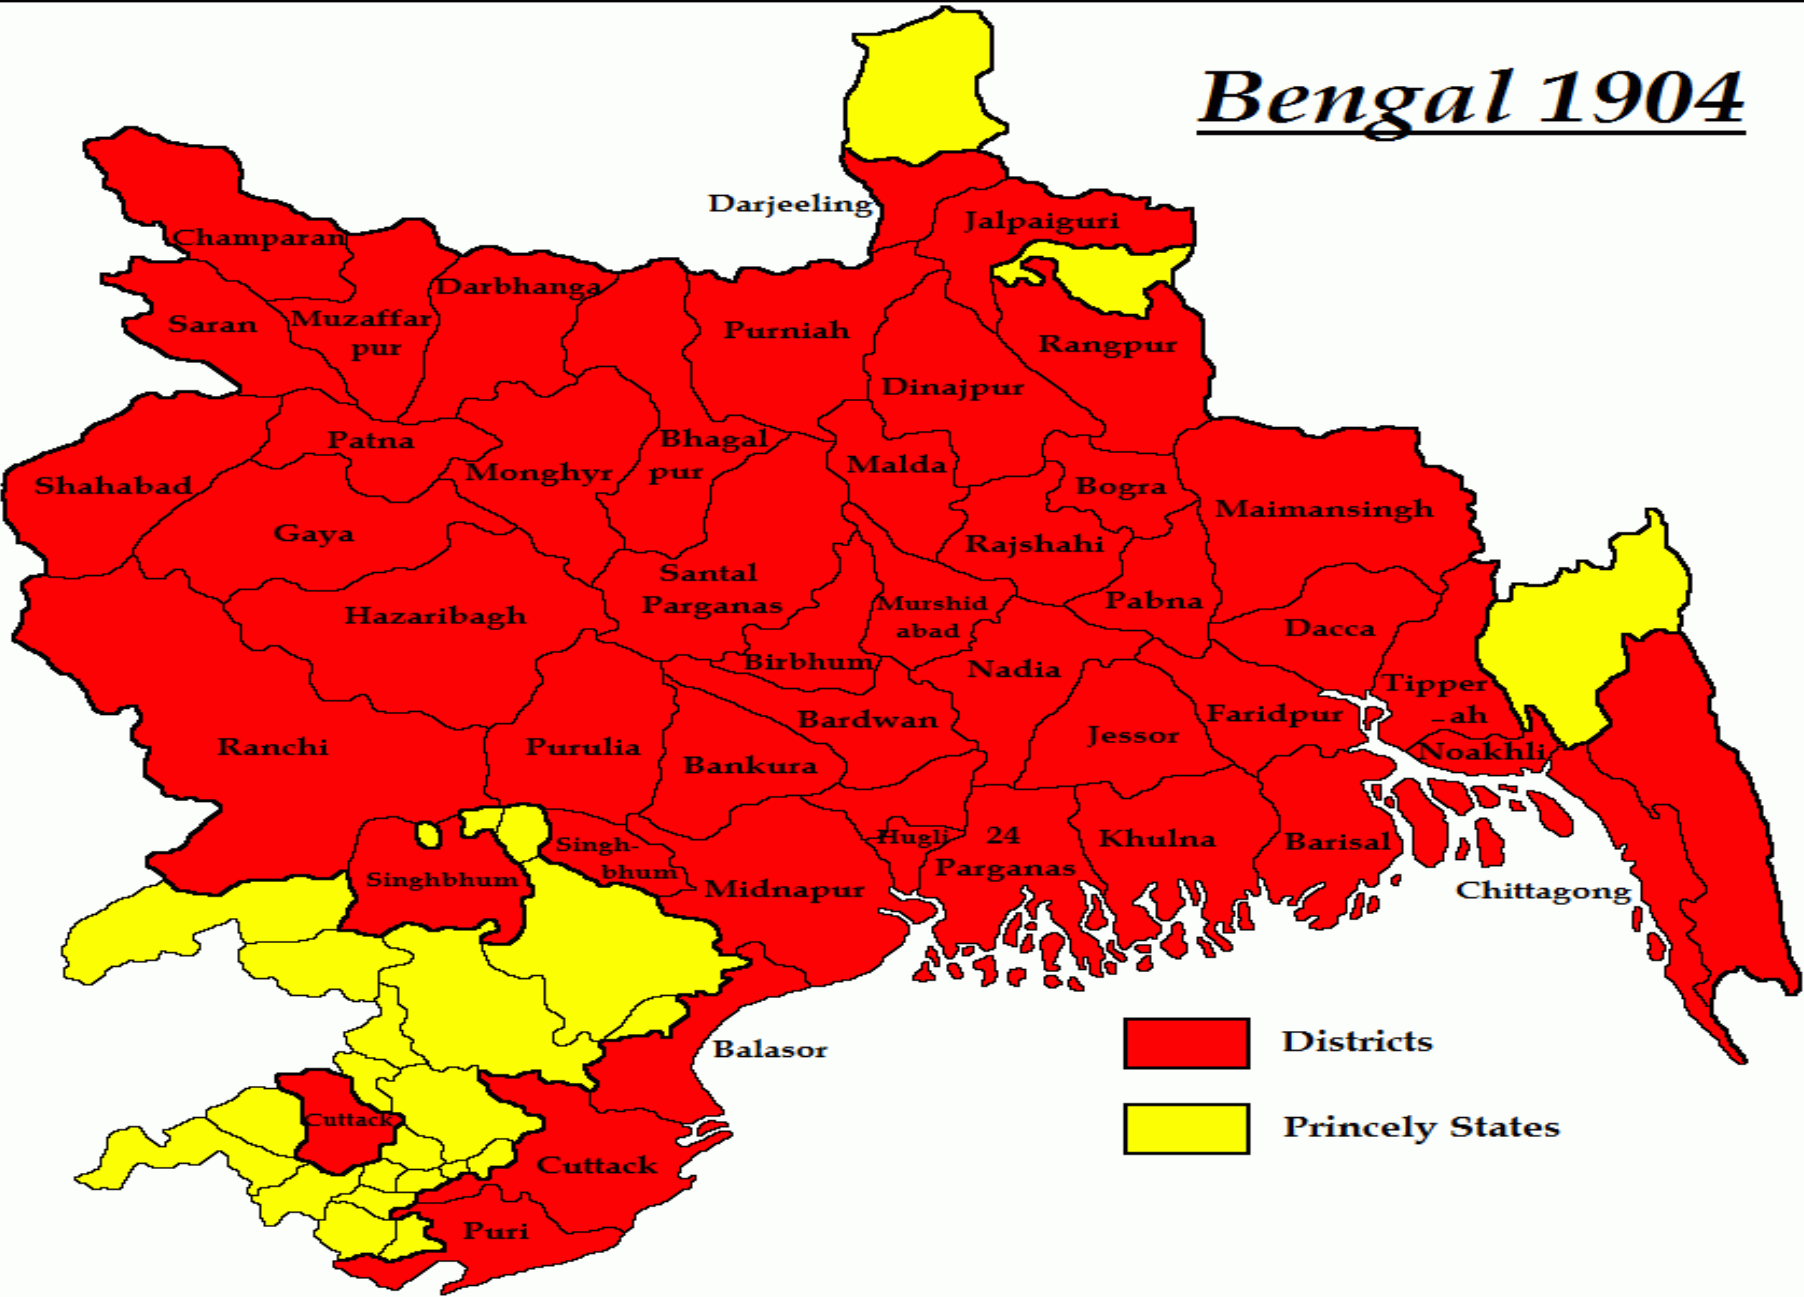 Bengal 1904
Darjeeling
Jalpaiguri
Champaran
Darbhanga
Saran
Muzaffar
pur
Purniah
Rangpur
Dinajpur
Patna
Bhagal
pur
Monghyr
Malda
Shahabad
Bogra
Maimansingh
Gaya
Rajshahi
Santal
Parganas
Hazaribagh
Murshid
abad
Pabna
Dacca
Birbhum
Nadia
Tipper
-ah
Bardwan
Faridpur
Jessor
Ranchi
Purulia
Bankura
Noakhli
Hugli
24
Parganas
Khulna
Barisal
Singh-
bhum
Singhbhum
Midnapur
Chittagong
Balasor
Districts
Cuttack
Princely States
Cuttack
Puri